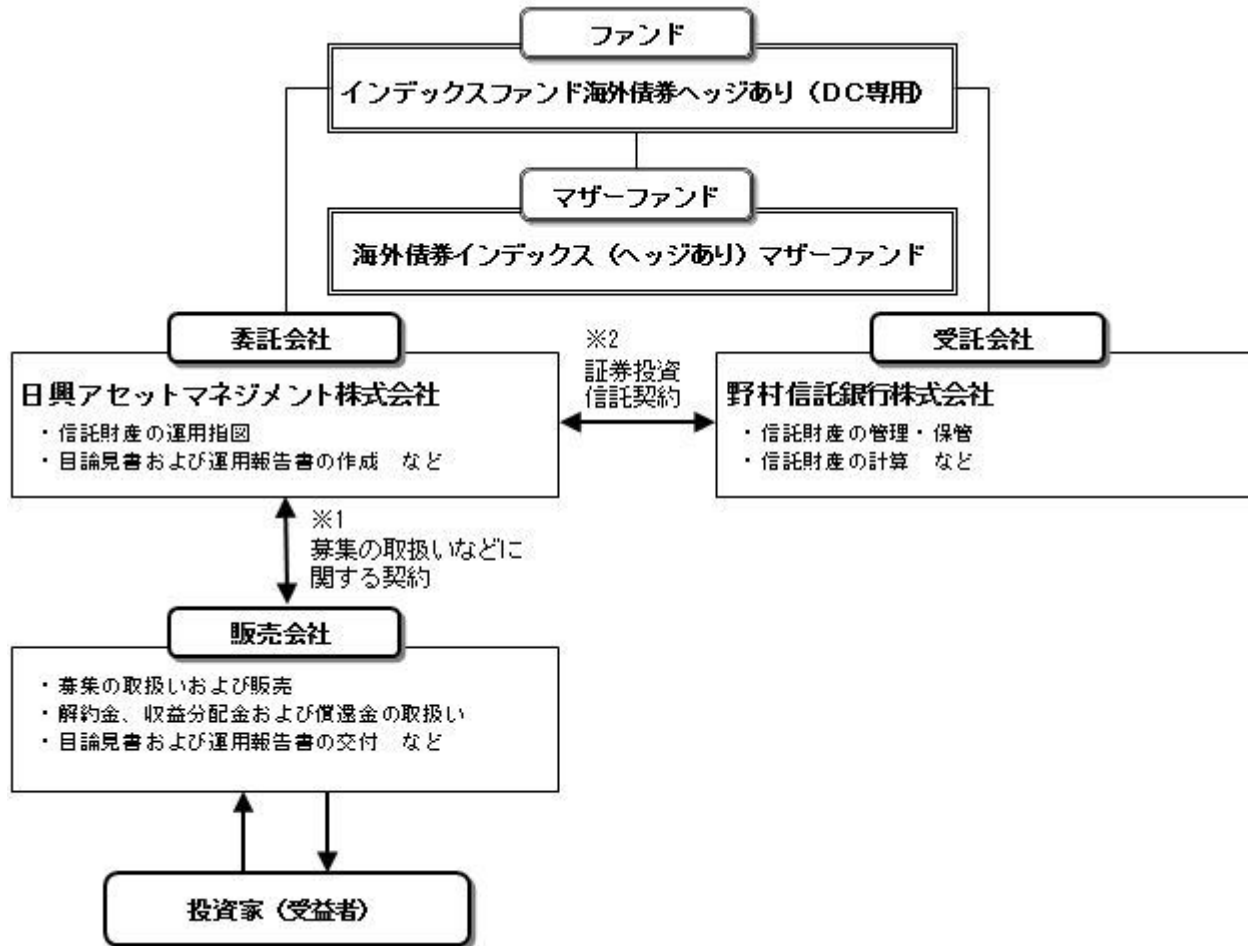 ファンド
インデックスファンド海外債券ヘッジあり（ＤＣ専用）
マザーファンド
海外債券インデックス（ヘッジあり）マザーファンド
委託会社
日興アセットマネジメント株式会社
・信託財産の運用指図
・目論見書および運用報告書の作成　など
※2
証券投資
信託契約
受託会社
野村信託銀行株式会社
・信託財産の管理・保管
・信託財産の計算　など
※1
募集の取扱いなどに
関する契約
販売会社
・募集の取扱いおよび販売
・解約金、収益分配金および償還金の取扱い
・目論見書および運用報告書の交付　など
投資家（受益者）